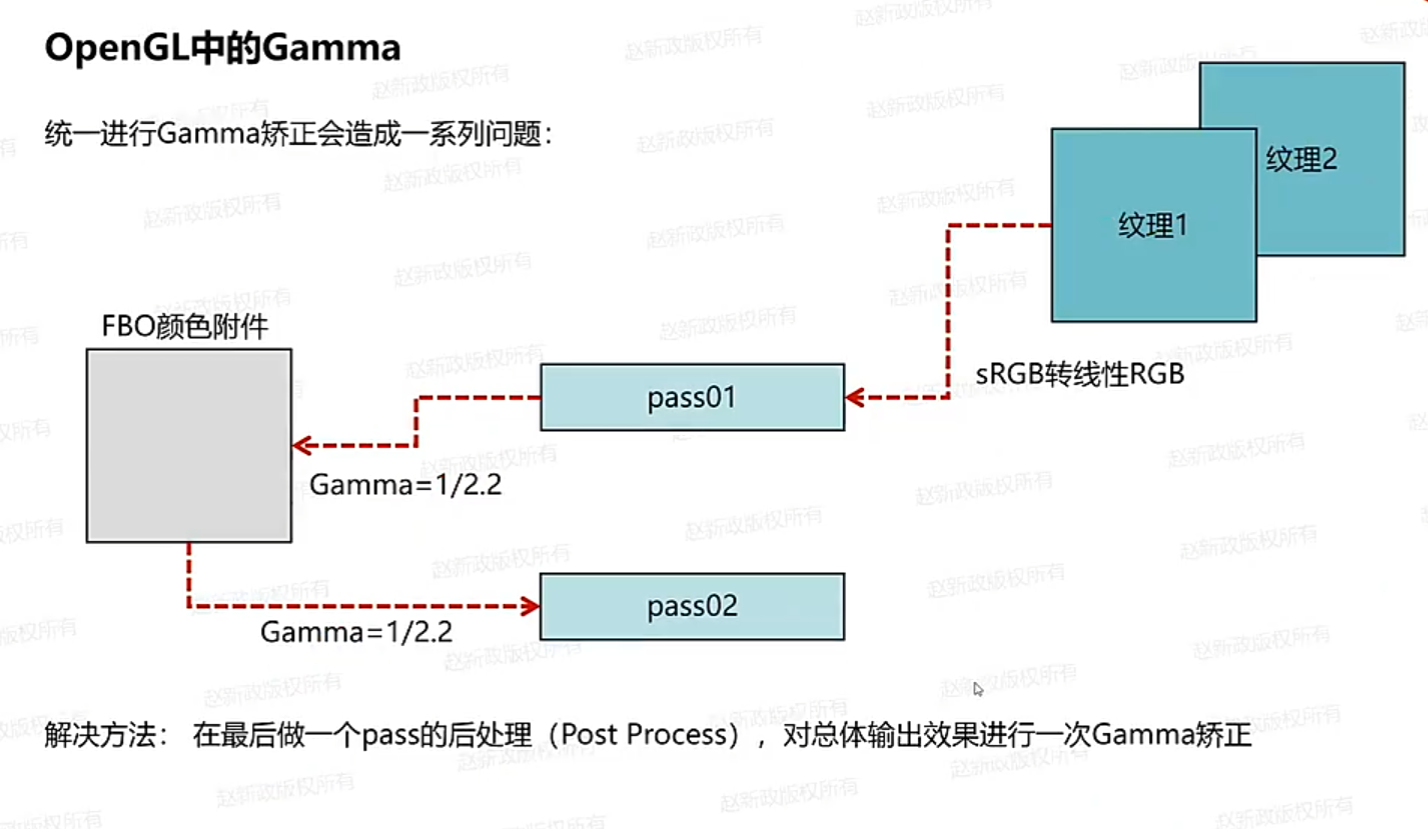 OpenGL中的Gamma
统一进行Gamma矫正会造成一系列问题：
纹理2
纹理1
FBO颜色附件
sRGB转线性RGB
pass01
Gamma=1/2.2
pass02
Gamma=1/2.2
解决方法： 在最后做一个pass的后处理（Post Process），对总体输出效果进行一次Gamma矫正
赵新政版权所有